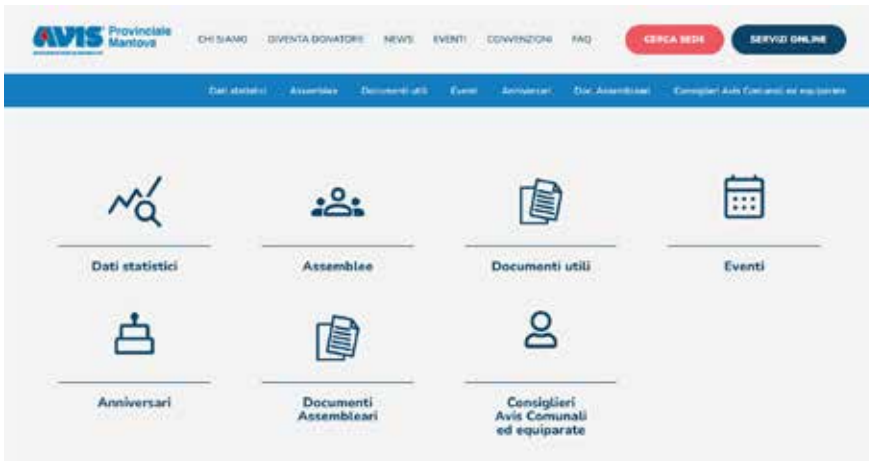 AVIS Provinciale
Mantova
CHI SIAMO DIVENTA DONATORE NEWS EVENTI CONVENZIONI FAQ CERCA SEDE SERVIZI ONLINE
Dati statistici Assemblee Documenti utili Eventi Anniversari Doc. Assembleari Consiglieri Avis Comunali ed equiparate
Dati statistici Assemblee Documenti utili Eventi
Anniversari Documenti Consiglieri
Assembleari Avis Comunali
ed equiparate